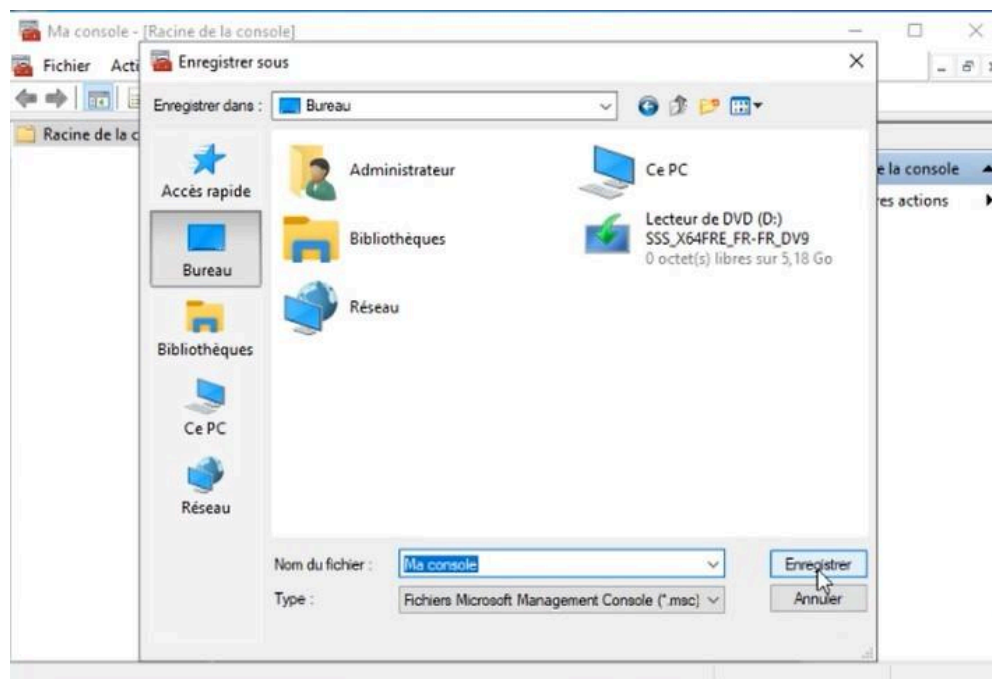 Ma console - [Racine de la console]
Fichier Acti
Racine de la c
Enregistrer sous
Enregistrer dans :
Bureau
Accès rapide
Bureau
Bibliothèques
Ce PC
Réseau
Administrateur
Ce PC
Bibliothèques
Lecteur de DVD (D:)
SSS_X64FRE_FR-FR_DV9
0 octet(s) libres sur 5,18 Go
Réseau
Nom du fichier :
Ma console
Enregistrer
Type :
Fichiers Microsoft Management Console (*.msc)
Annuler
e la console
res actions